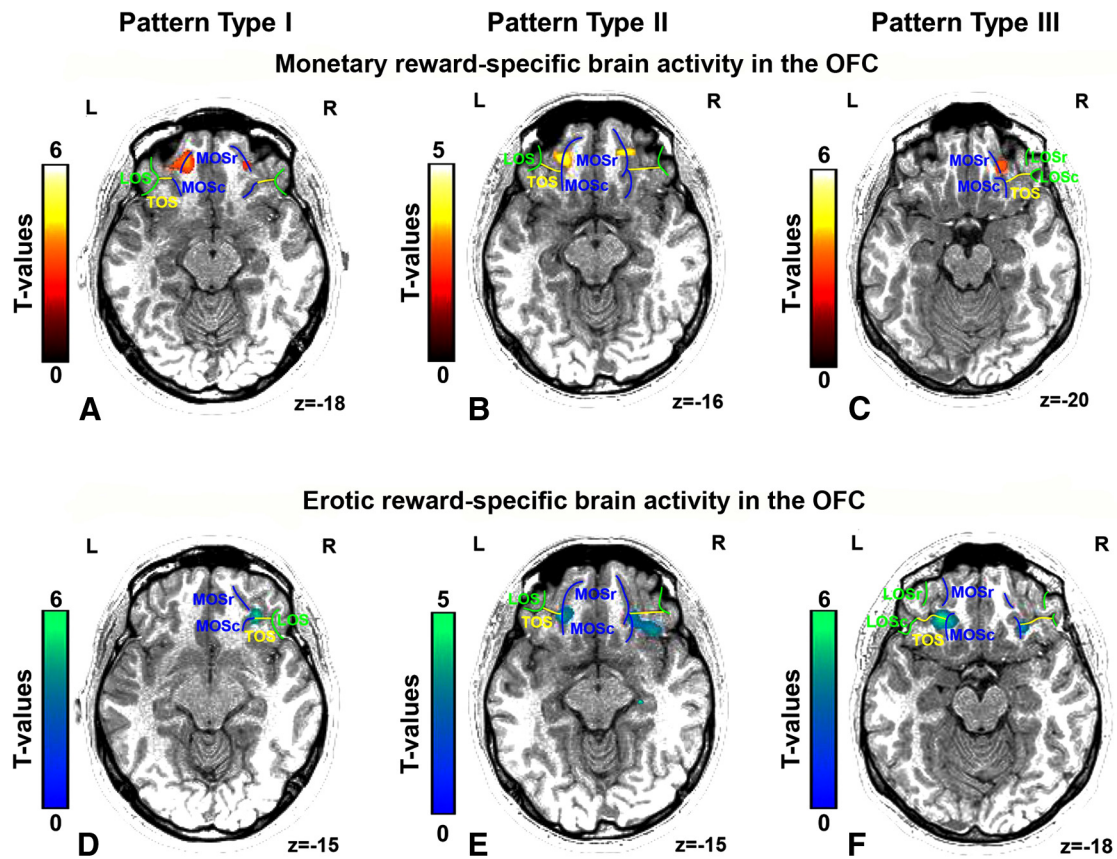 Pattern Type I
Pattern Type II
Pattern Type III
Monetary reward-specific brain activity in the OFC
L
R
6
T-values
0
LOS
MOSr
MOSc
TOS
A
z=-18
L
R
5
T-values
0
LOS
MOSr
TOS
MOSc
B
z=-16
L
R
6
T-values
0
MOSr
LOSr
MOSc
LOSc
TOS
C
z=-20
Erotic reward-specific brain activity in the OFC
L
R
6
T-values
0
MOSr
MOSc
LOS
TOS
D
z=-15
L
R
5
T-values
0
LOS
MOSr
TOS
MOSc
E
z=-15
L
R
6
T-values
0
LOSr
MOSr
LOSc
MOSc
TOS
F
z=-18